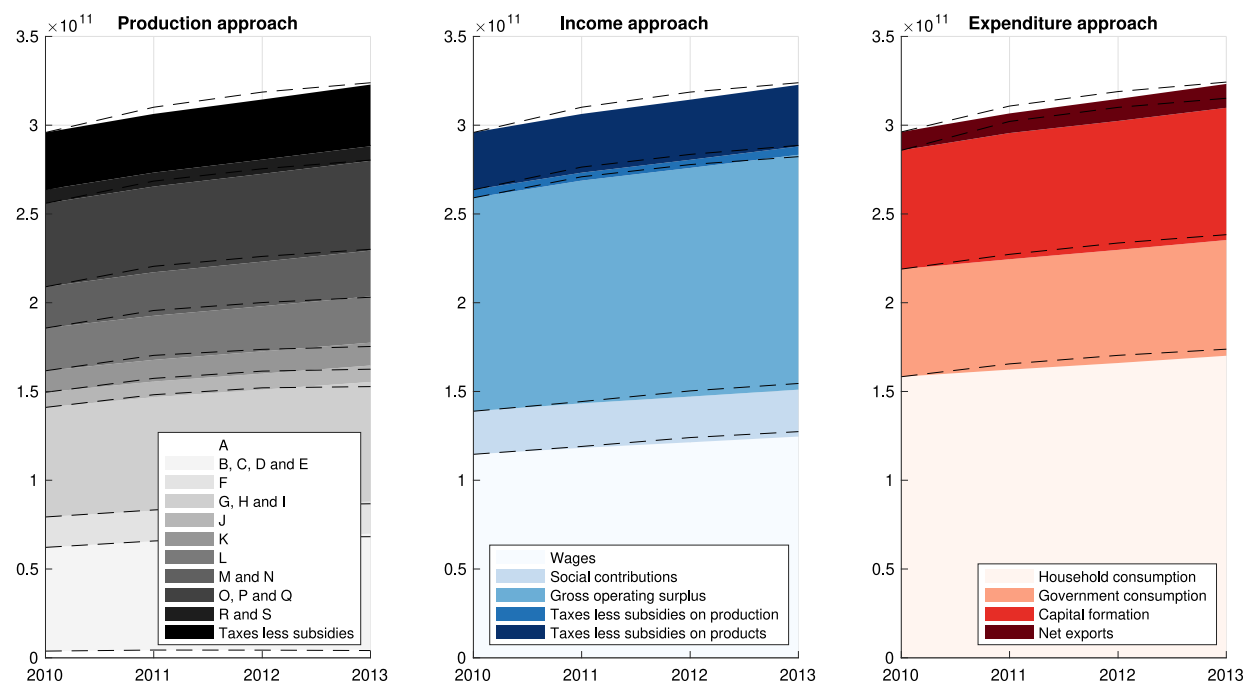 Production approach
×10^11
3.5
3
2.5
2
1.5
1
0.5
0
2010 2011 2012 2013
A
B, C, D and E
F
G, H and I
J
K
L
M and N
O, P and Q
R and S
Taxes less subsidies
Income approach
×10^11
3.5
3
2.5
2
1.5
1
0.5
0
2010 2011 2012 2013
Wages
Social contributions
Gross operating surplus
Taxes less subsidies on production
Taxes less subsidies on products
Expenditure approach
×10^11
3.5
3
2.5
2
1.5
1
0.5
0
2010 2011 2012 2013
Household consumption
Government consumption
Capital formation
Net exports